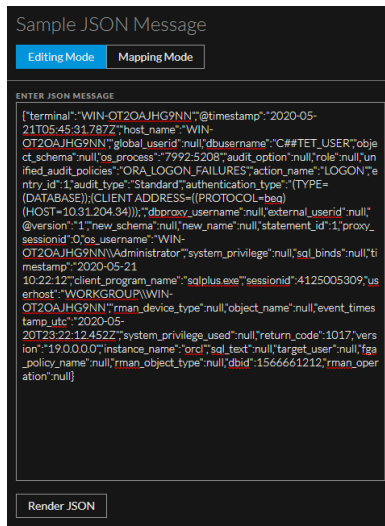 Sample JSON Message
Editing Mode
Mapping Mode
ENTER JSON MESSAGE
{"terminal":"WIN-OT2OAJHG9NN","@timestamp":"2020-05-
21T05:45:31.787Z","host_name":"WIN-
OT2OAJHG9NN","global_userid":null,"dbusername":"C##TET_USER","obje
ct_schema":null,"os_process":"7992:5208","audit_option":null,"role":null,"un
ified_audit_policies":"ORA_LOGON_FAILURES","action_name":"LOGON","e
ntry_id":1,"audit_type":"Standard","authentication_type":"(TYPE=
(DATABASE));(CLIENT ADDRESS=((PROTOCOL=beq)
(HOST=10.31.204.34)));","dbproxy_username":null,"external_userid":null,"
@version":"1","new_schema":null,"new_name":null,"statement_id":1,"proxy_
sessionid":0,"os_username":"WIN-
OT2OAJHG9NN\\Administrator","system_privilege":null,"sql_binds":null,"ti
mestamp":"2020-05-21
10:22:12","client_program_name":"sqlplus.exe","sessionid":4125005309,"us
erhost":"WORKGROUP\\WIN-
OT2OAJHG9NN","rman_device_type":null,"object_name":null,"event_times
tamp_utc":"2020-05-
20T23:22:12.452Z","system_privilege_used":null,"return_code":1017,"vers
ion":"19.0.0.0.0","instance_name":"orcl","sql_text":null,"target_user":null,"fga
_policy_name":null,"rman_object_type":null,"dbid":1566661212,"rman_oper
ation":null}
Render JSON